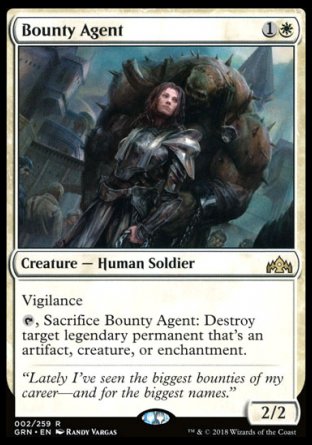 Bounty Agent 1
Creature — Human Soldier
Vigilance
, Sacrifice Bounty Agent: Destroy
target legendary permanent that's an
artifact, creature, or enchantment.
"Lately I've seen the biggest bounties of my
career—and for the biggest names."
2/2
002/259 R
GRN • EN Randy Vargas ™ & © 2018 Wizards of the Coast